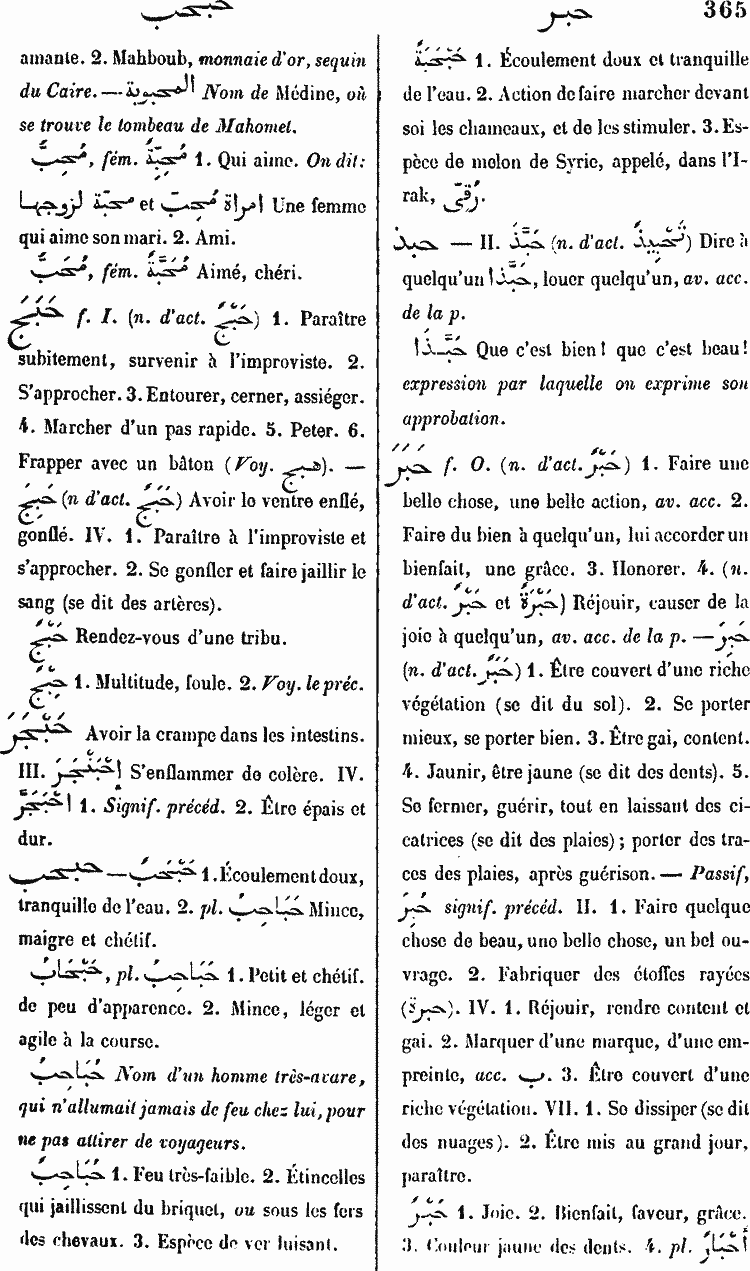 حبحب
حبر
365
amante. 2. Mahboub, monnaie d'or, sequin
du Caire. — المحبوبة Nom de Médine, où
se trouve le tombeau de Mahomet.
مُحِبٌّ, fém. مُحِبَّةٌ 1. Qui aime. On dit:
امراة مُحِبّ et محبّة لزوجها Une femme
qui aime son mari. 2. Ami.
مُحَبٌّ, fém. مُحَبَّةٌ Aimé, chéri.
حَبَجَ f. I. (n. d'act. حَبْجٌ) 1. Paraître
subitement, survenir à l'improviste. 2.
S'approcher. 3. Entourer, cerner, assiéger.
4. Marcher d'un pas rapide. 5. Peter. 6.
Frapper avec un bâton (Voy. هبج). —
حَبِجَ (n d'act. حَبَجٌ) Avoir le ventre enflé,
gonflé. IV. 1. Paraître à l'improviste et
s'approcher. 2. Se gonfler et faire jaillir le
sang (se dit des artères).
حَبْجٌ Rendez-vous d'une tribu.
حِبْجٌ 1. Multitude, foule. 2. Voy. le préc.
حَبْجَرَ Avoir la crampe dans les intestins.
III. اِحْبَنْجَرَ S'enflammer de colère. IV.
اِحْبَجَرَّ 1. Signif. précéd. 2. Être épais et
dur.
حبحب — حَبْحَبٌ 1. Écoulement doux,
tranquille de l'eau. 2. pl. حَبَاحِبُ Mince,
maigre et chétif.
حَبْحَابٌ, pl. حَبَاحِبُ 1. Petit et chétif.
de peu d'apparence. 2. Mince, léger et
agile à la course.
حُبَاحِبُ Nom d'un homme très-avare,
qui n'allumait jamais de feu chez lui, pour
ne pas attirer de voyageurs.
حُبَاحِبُ 1. Feu très-faible. 2. Étincelles
qui jaillissent du briquet, ou sous les fers
des chevaux. 3. Espèce de ver luisant.
حَبْحَبَةٌ 1. Écoulement doux et tranquille
de l'eau. 2. Action de faire marcher devant
soi les chameaux, et de les stimuler. 3. Es-
pèce de melon de Syrie, appelé, dans l'I-
rak, رُقِّى.
حبذ — II. حَبَّذَ (n. d'act. تَحْبِيذٌ) Dire à
quelqu'un حَبَّذَا, louer quelqu'un, av. acc.
de la p.
حَبَّذَا Que c'est bien! que c'est beau!
expression par laquelle on exprime son
approbation.
حَبَرَ f. O. (n. d'act. حَبْرٌ) 1. Faire une
belle chose, une belle action, av. acc. 2.
Faire du bien à quelqu'un, lui accorder un
bienfait, une grâce. 3. Honorer. 4. (n.
d'act. حَبْرٌ et حَبْرَةٌ) Réjouir, causer de la
joie à quelqu'un, av. acc. de la p. — حَبِرَ
(n. d'act. حَبَرٌ) 1. Être couvert d'une riche
végétation (se dit du sol). 2. Se porter
mieux, se porter bien. 3. Être gai, content.
4. Jaunir, être jaune (se dit des dents). 5.
Se fermer, guérir, tout en laissant des ci-
catrices (se dit des plaies); porter des tra-
ces des plaies, après guérison. — Passif,
حُبِرَ signif. précéd. II. 1. Faire quelque
chose de beau, une belle chose, un bel ou-
vrage. 2. Fabriquer des étoffes rayées
(حبرة). IV. 1. Réjouir, rendre content et
gai. 2. Marquer d'une marque, d'une em-
preinte, acc. ب. 3. Être couvert d'une
riche végétation. VII. 1. Se dissiper (se dit
des nuages). 2. Être mis au grand jour,
paraître.
حَبْرٌ 1. Joie. 2. Bienfait, faveur, grâce.
3. Couleur jaune des dents. 4. pl. أَحْبَارٌ